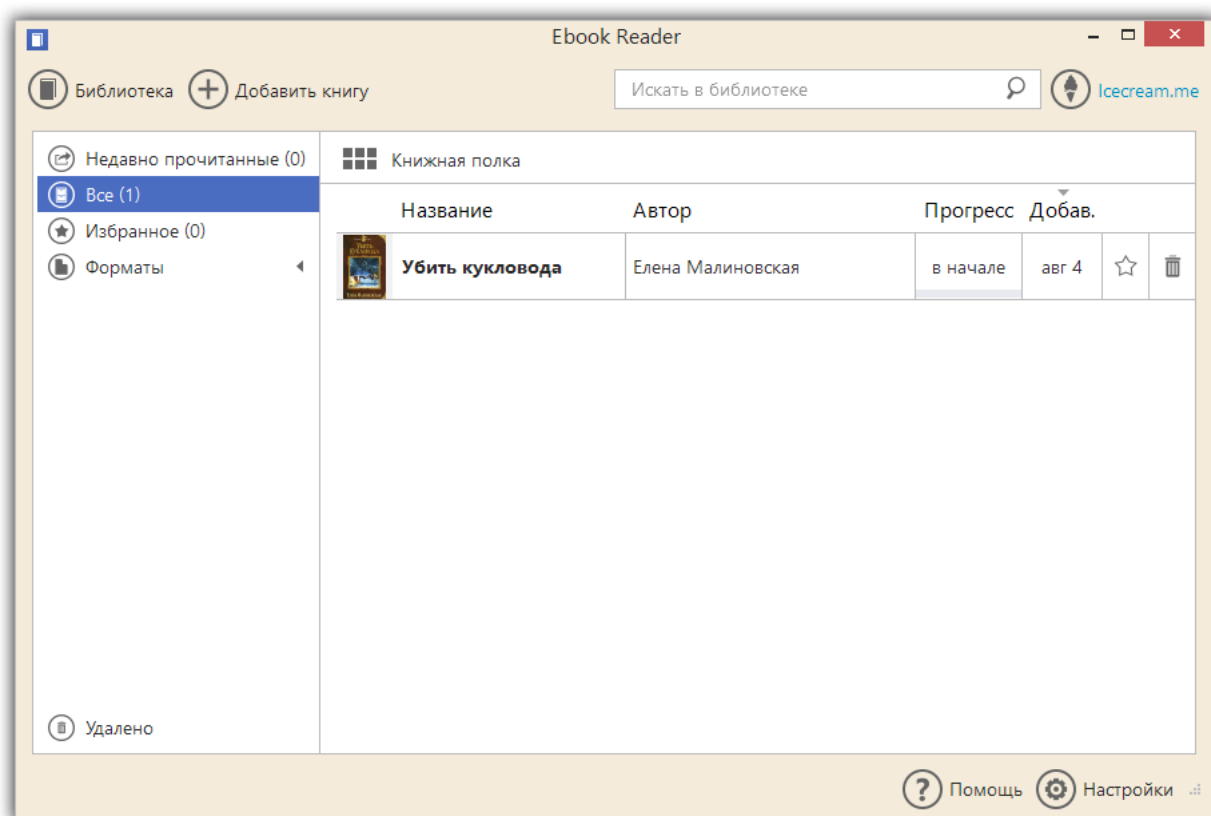 Ebook Reader
Библиотека Добавить книгу Искать в библиотеке Icecream.me
Недавно прочитанные (0)
Все (1)
Избранное (0)
Форматы
Удалено
Книжная полка
Название Автор Прогресс Добав.
Убить кукловода Елена Малиновская в начале авг 4
Помощь Настройки